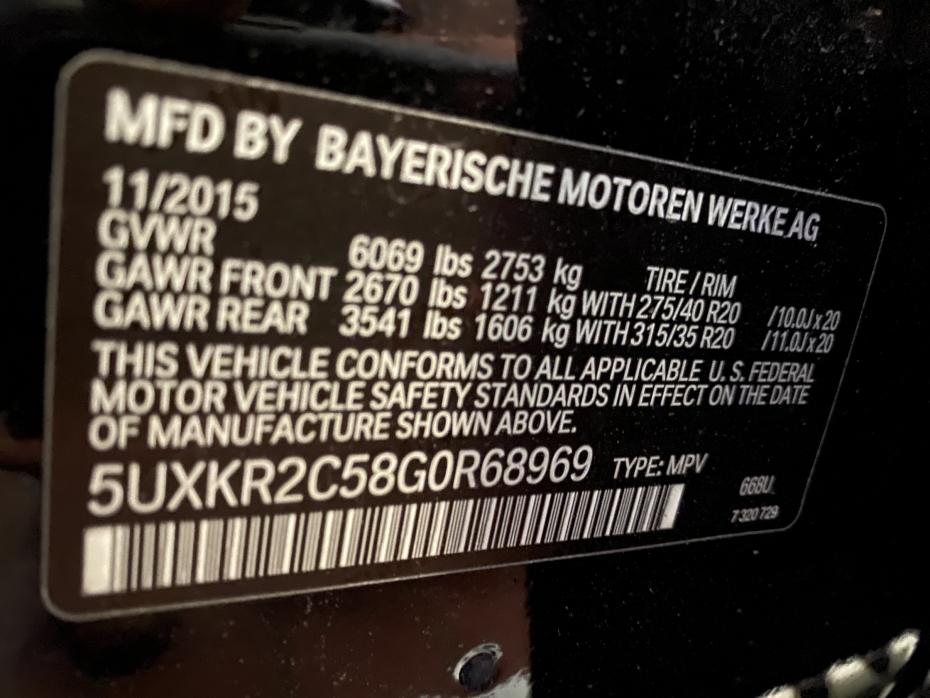 MFD BY BAYERISCHE MOTOREN WERKE AG
11/2015
GVWR 6069 lbs 2753 kg TIRE / RIM
GAWR FRONT 2670 lbs 1211 kg WITH 275/40 R20 /10.0J x 20
GAWR REAR 3541 lbs 1606 kg WITH 315/35 R20 /11.0J x 20
THIS VEHICLE CONFORMS TO ALL APPLICABLE U. S. FEDERAL
MOTOR VEHICLE SAFETY STANDARDS IN EFFECT ON THE DATE
OF MANUFACTURE SHOWN ABOVE.
5UXKR2C58G0R68969 TYPE: MPV
668U
7 320 729